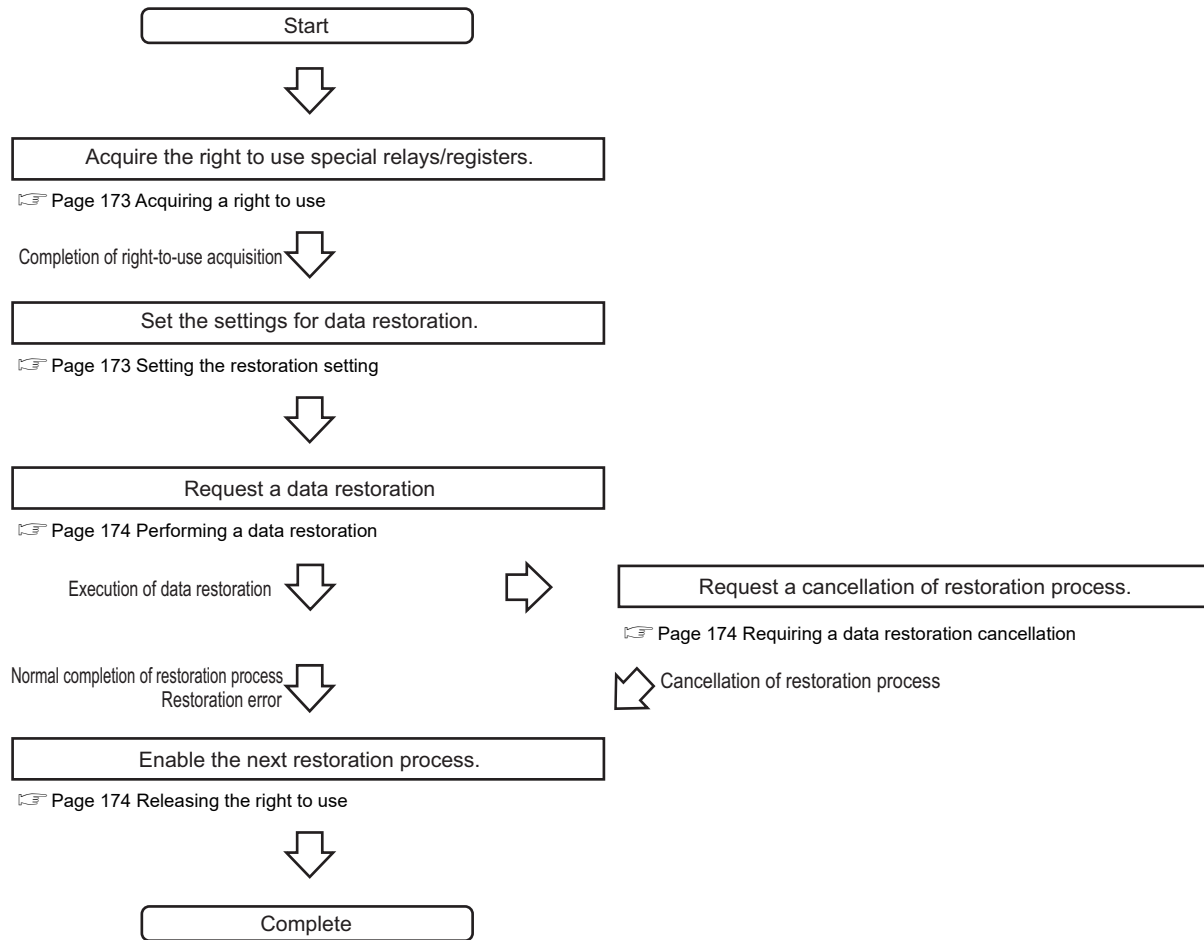 Start
Acquire the right to use special relays/registers.
☞ Page 173 Acquiring a right to use
Completion of right-to-use acquisition
Set the settings for data restoration.
☞ Page 173 Setting the restoration setting
Request a data restoration
☞ Page 174 Performing a data restoration
Execution of data restoration
Request a cancellation of restoration process.
☞ Page 174 Requiring a data restoration cancellation
Normal completion of restoration process
Restoration error
Cancellation of restoration process
Enable the next restoration process.
☞ Page 174 Releasing the right to use
Complete